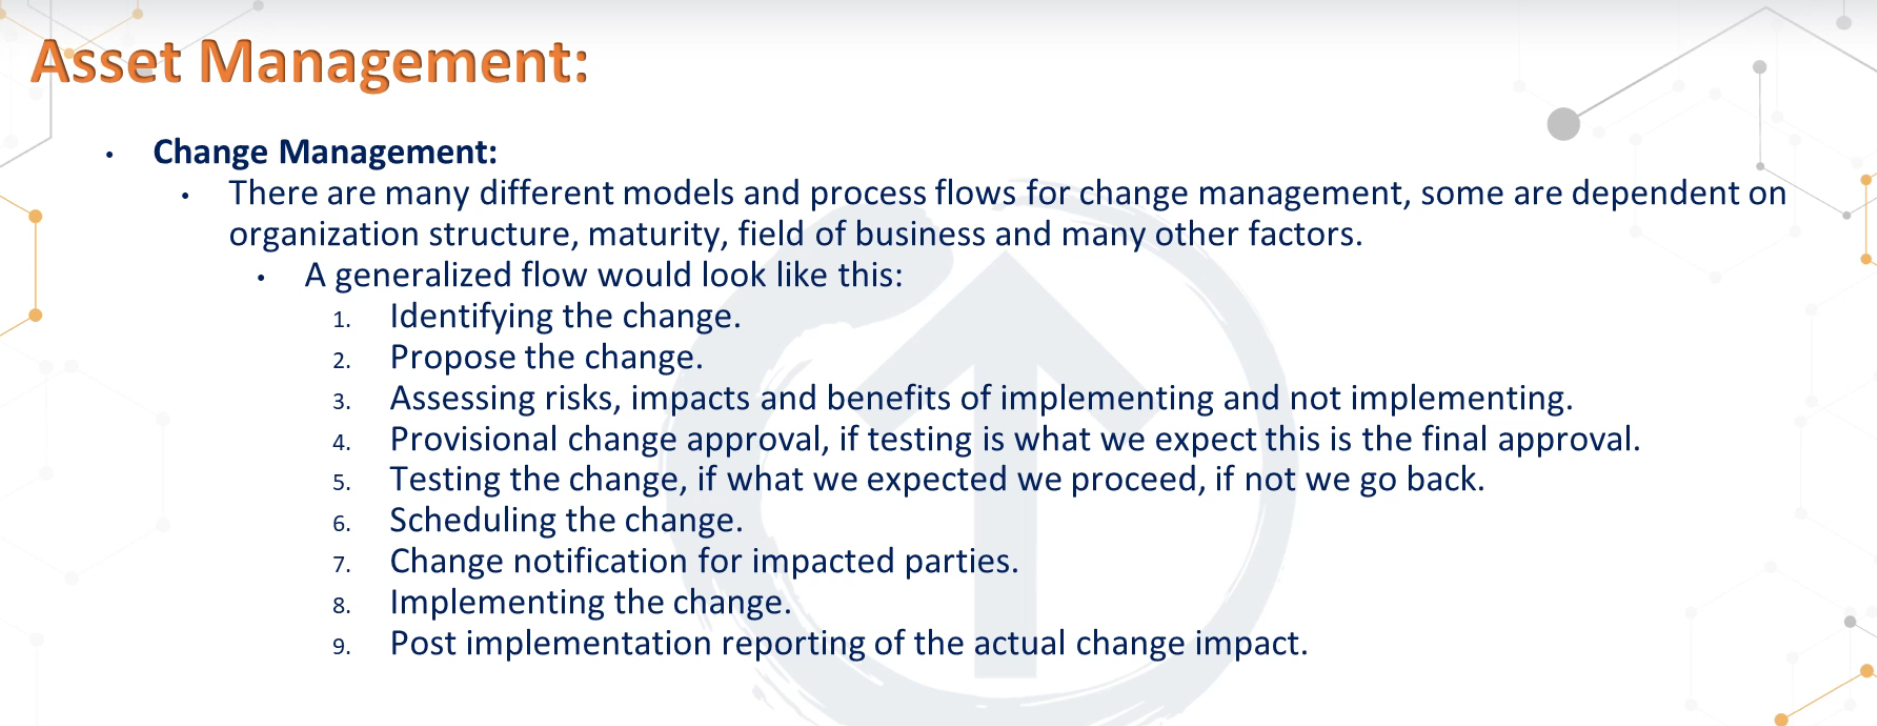 Asset Management:
• Change Management:
• There are many different models and process flows for change management, some are dependent on
organization structure, maturity, field of business and many other factors.
• A generalized flow would look like this:
1. Identifying the change.
2. Propose the change.
3. Assessing risks, impacts and benefits of implementing and not implementing.
4. Provisional change approval, if testing is what we expect this is the final approval.
5. Testing the change, if what we expected we proceed, if not we go back.
6. Scheduling the change.
7. Change notification for impacted parties.
8. Implementing the change.
9. Post implementation reporting of the actual change impact.